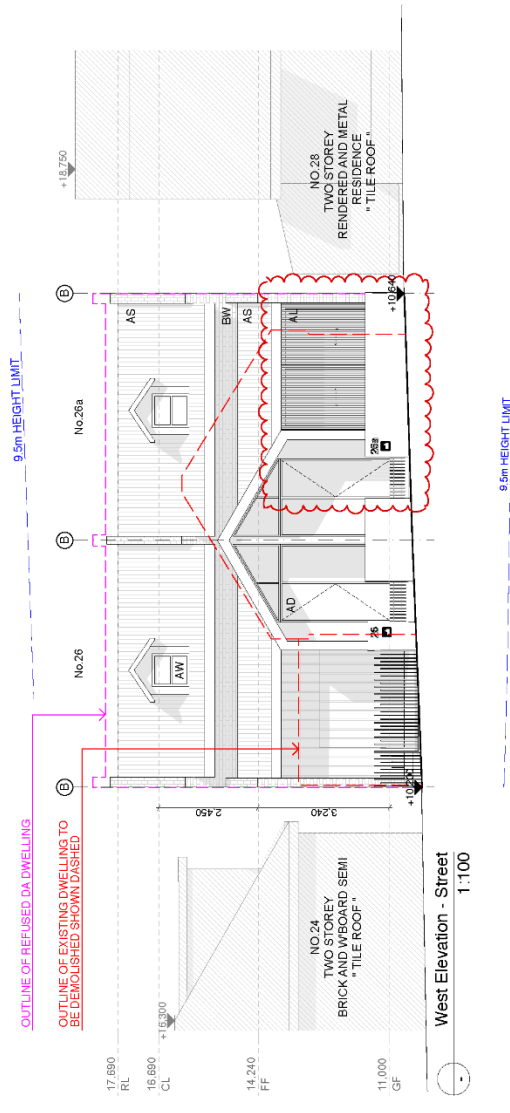 9.5m HEIGHT LIMIT
OUTLINE OF REFUSED DA DWELLING
OUTLINE OF EXISTING DWELLING TO
BE DEMOLISHED SHOWN DASHED
B
No.26
B
No.26a
B
+18,750
17,690
RL
16,690
CL
+16,300
14,240
FF
11,000
GF
2,450
3,240
AW
AS
BW
AS
AL
AD
26
26a
NO.24
TWO STOREY
BRICK AND W'BOARD SEMI
" TILE ROOF "
NO.28
TWO STOREY
RENDERED AND METAL
RESIDENCE
" TILE ROOF "
+10,200
+10,640
-
West Elevation - Street
1:100
9.5m HEIGHT LIMIT